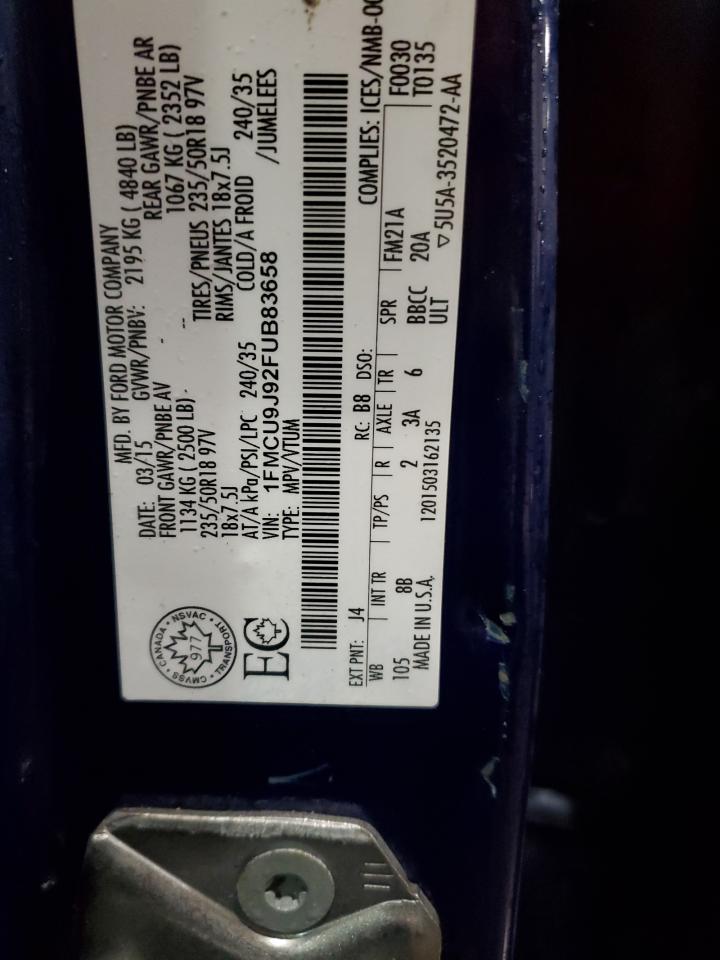 MFD. BY FORD MOTOR COMPANY
DATE: 03/15 GVWR/PNBV: 2195 KG ( 4840 LB)
FRONT GAWR/PNBE AV REAR GAWR/PNBE AR
1134 KG ( 2500 LB) 1067 KG ( 2352 LB)
235/50R18 97V TIRES/PNEUS 235/50R18 97V
18x7.5J RIMS/JANTES 18x7.5J
AT/A kPa/PSI/LPC 240/35 COLD/A FROID 240/35
VIN: 1FMCU9J92FUB83658 /JUMELEES
TYPE: MPV/VTUM
CMVSS • CANADA • NSVAC • TRANSPORT •
977
EC
COMPLIES: ICES/NMB-00
EXT PNT: J4 RC: B8 DSO: F0030
WB INT TR TP/PS R AXLE TR SPR FM21A T0135
105 8B 2 3A 6 BBCC 20A
ULT
MADE IN U.S.A. 1201503162135 ▽5U5A-3520472-AA